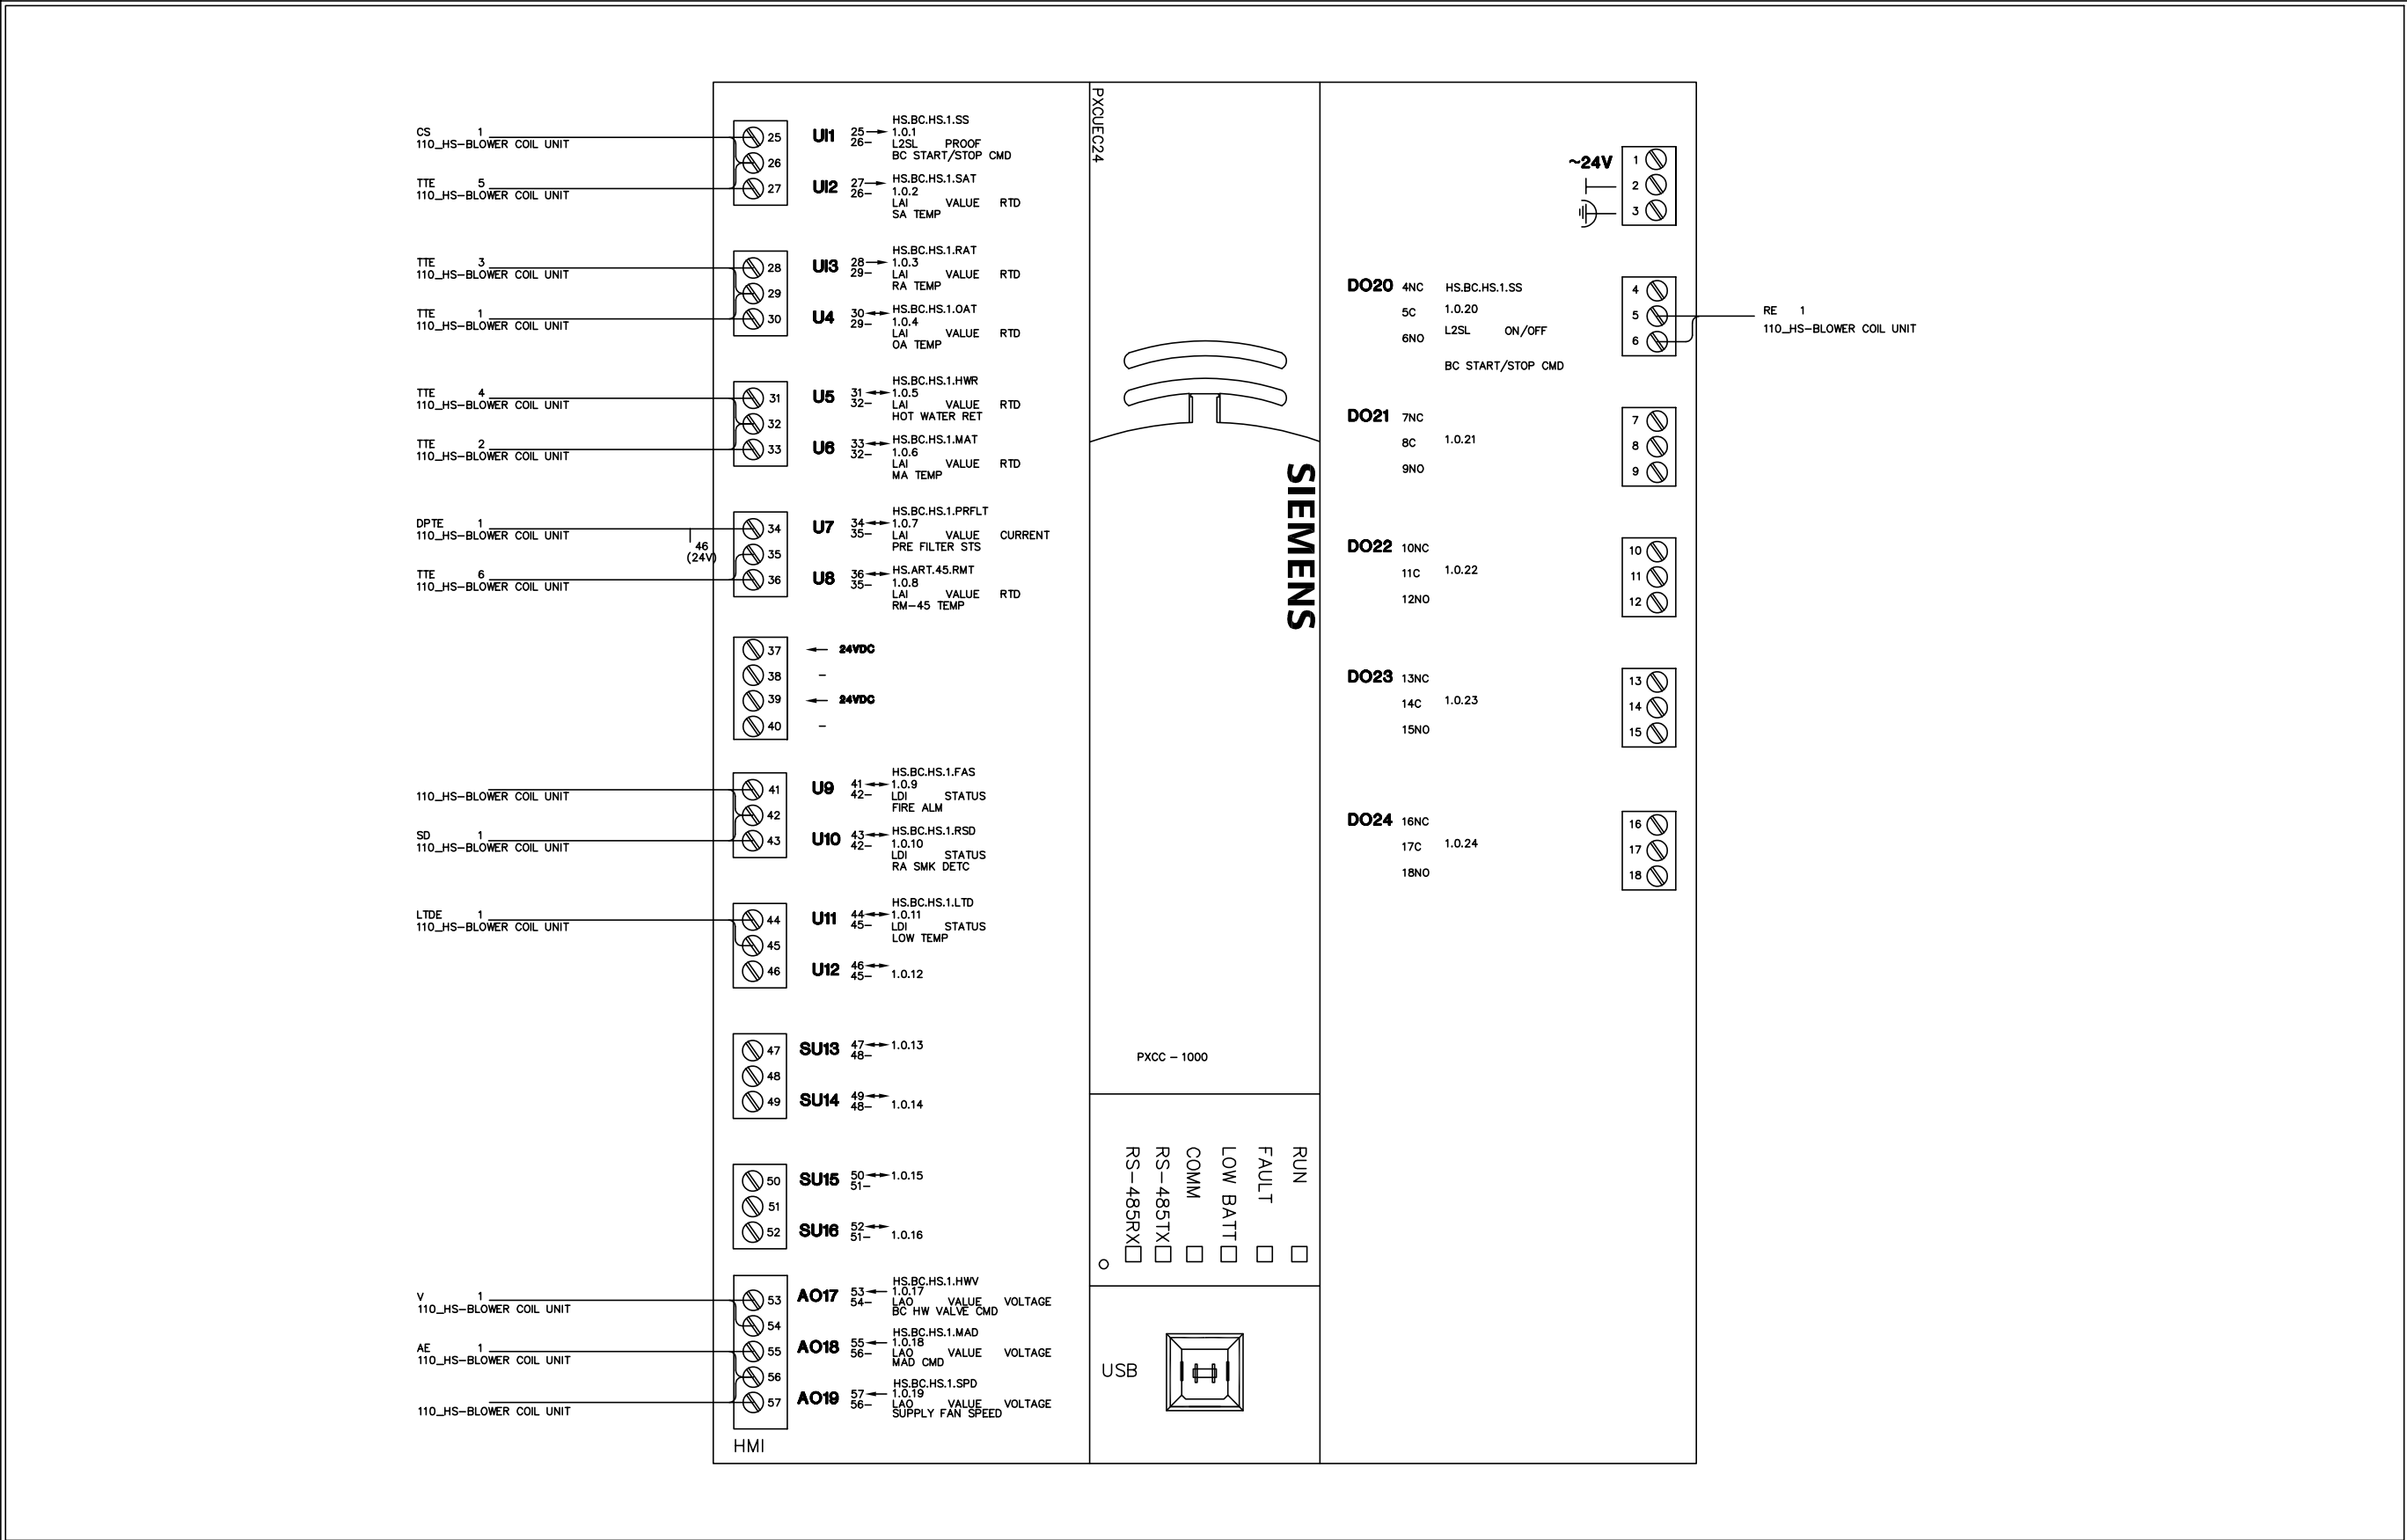 CS 1
110_HS-BLOWER COIL UNIT
TTE 5
110_HS-BLOWER COIL UNIT
TTE 3
110_HS-BLOWER COIL UNIT
TTE 1
110_HS-BLOWER COIL UNIT
TTE 4
110_HS-BLOWER COIL UNIT
TTE 2
110_HS-BLOWER COIL UNIT
DPTE 1
110_HS-BLOWER COIL UNIT
46
(24V)
TTE 6
110_HS-BLOWER COIL UNIT
110_HS-BLOWER COIL UNIT
SD 1
110_HS-BLOWER COIL UNIT
LTDE 1
110_HS-BLOWER COIL UNIT
V 1
110_HS-BLOWER COIL UNIT
AE 1
110_HS-BLOWER COIL UNIT
110_HS-BLOWER COIL UNIT
25
26
27
UI1 25 HS.BC.HS.1.SS
26- 1.0.1
L2SL PROOF
BC START/STOP CMD
UI2 27 HS.BC.HS.1.SAT
26- 1.0.2
LAI VALUE RTD
SA TEMP
28
29
30
UI3 28 HS.BC.HS.1.RAT
29- 1.0.3
LAI VALUE RTD
RA TEMP
U4 30 HS.BC.HS.1.OAT
29- 1.0.4
LAI VALUE RTD
OA TEMP
31
32
33
U5 31 HS.BC.HS.1.HWR
32- 1.0.5
LAI VALUE RTD
HOT WATER RET
U6 33 HS.BC.HS.1.MAT
32- 1.0.6
LAI VALUE RTD
MA TEMP
34
35
36
U7 34 HS.BC.HS.1.PRFLT
35- 1.0.7
LAI VALUE CURRENT
PRE FILTER STS
U8 36 HS.ART.45.RMT
35- 1.0.8
LAI VALUE RTD
RM-45 TEMP
37 24VDC
38 -
39 24VDC
40 -
41
42
43
U9 41 HS.BC.HS.1.FAS
42- 1.0.9
LDI STATUS
FIRE ALM
U10 43 HS.BC.HS.1.RSD
42- 1.0.10
LDI STATUS
RA SMK DETC
44
45
46
U11 44 HS.BC.HS.1.LTD
45- 1.0.11
LDI STATUS
LOW TEMP
U12 46
45- 1.0.12
47
48
49
SU13 47 1.0.13
48-
SU14 49
48- 1.0.14
50
51
52
SU15 50 1.0.15
51-
SU16 52
51- 1.0.16
53
54
55
56
57
AO17 53 HS.BC.HS.1.HWV
54- 1.0.17
LAO VALUE VOLTAGE
BC HW VALVE CMD
AO18 55 HS.BC.HS.1.MAD
56- 1.0.18
LAO VALUE VOLTAGE
MAD CMD
AO19 57 HS.BC.HS.1.SPD
56- 1.0.19
LAO VALUE VOLTAGE
SUPPLY FAN SPEED
HMI
PXCUEC24
SIEMENS
PXCC - 1000
RS-485RX
RS-485TX
COMM
LOW BATT
FAULT
RUN
USB
~24V 1
2
3
DO20 4NC HS.BC.HS.1.SS
5C 1.0.20
L2SL ON/OFF
6NO
BC START/STOP CMD
4
5
6
RE 1
110_HS-BLOWER COIL UNIT
DO21 7NC
8C 1.0.21
9NO
7
8
9
DO22 10NC
11C 1.0.22
12NO
10
11
12
DO23 13NC
14C 1.0.23
15NO
13
14
15
DO24 16NC
17C 1.0.24
18NO
16
17
18